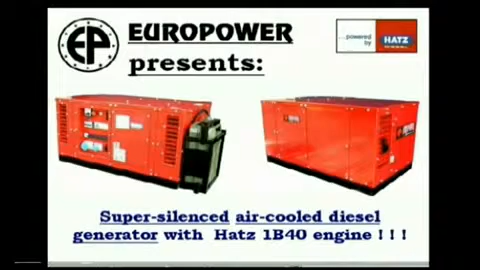 EP
EUROPOWER
presents:
...powered
by
HATZ
Super-silenced air-cooled diesel
generator with Hatz 1B40 engine ! ! !